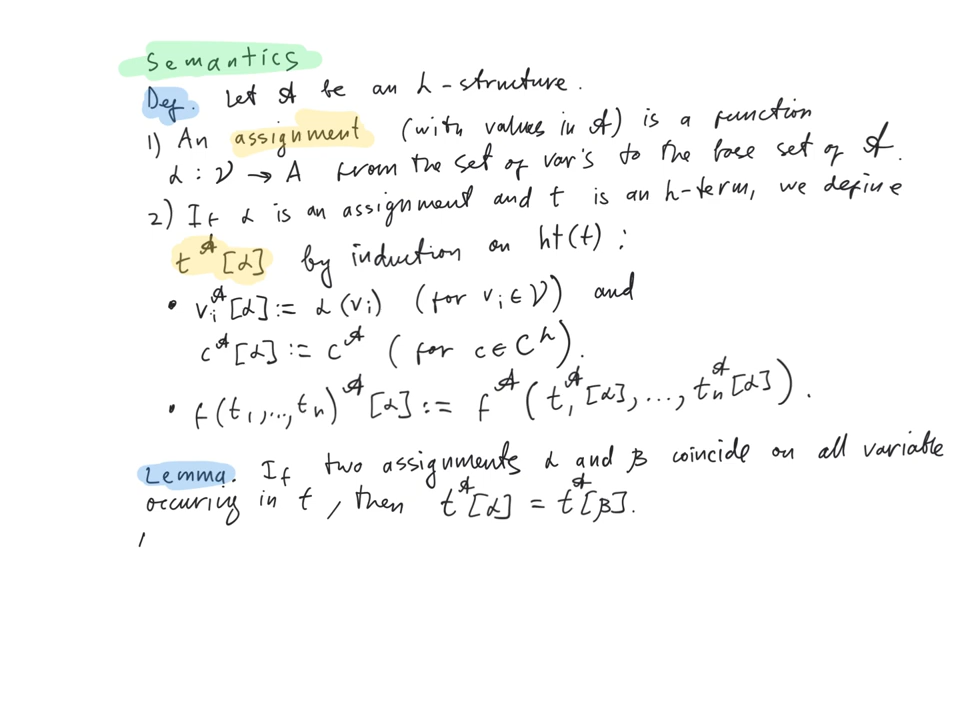 Semantics
Def. Let 𝒜 be an L-structure.
1) An assignment (with values in 𝒜) is a function
α : 𝒱 → A from the set of var's to the base set of 𝒜.
2) If α is an assignment and t is an L-term, we define
t^𝒜[α] by induction on ht(t) :
• v_i^𝒜[α] := α(v_i) (for v_i ∈ 𝒱) and
c^𝒜[α] := c^𝒜 (for c ∈ C^L).
• f(t_1,...,t_n)^𝒜[α] := f^𝒜(t_1^𝒜[α],...,t_n^𝒜[α]).
Lemma. If two assignments α and β coincide on all variable
occuring in t, then t^𝒜[α] = t^𝒜[β].